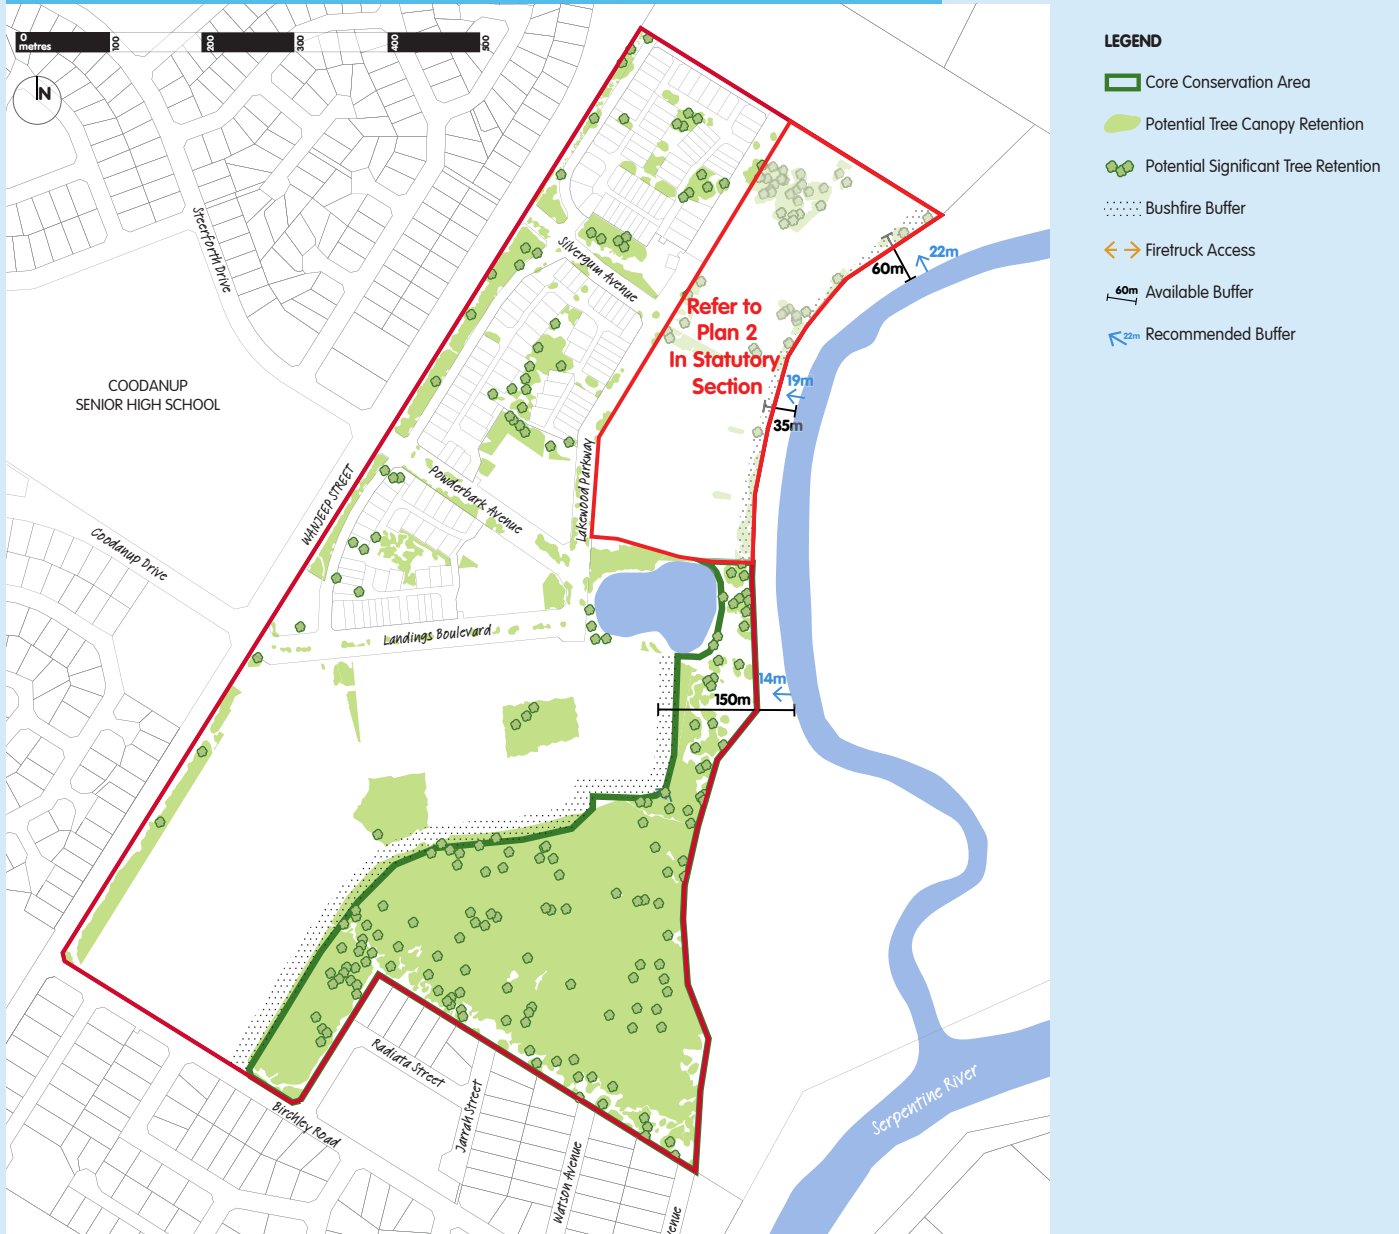 0
metres
100
200
300
400
500
N
Steerforth Drive
COODANUP
SENIOR HIGH SCHOOL
Silvergum Avenue
Refer to
Plan 2
In Statutory
Section
22m
60m
19m
35m
WANJEEP STREET
Powderbark Avenue
Lakewood Parkway
Coodanup Drive
Landings Boulevard
14m
150m
Radiata Street
Jarrah Street
Birchley Road
Watson Avenue
enue
Serpentine River
LEGEND
Core Conservation Area
Potential Tree Canopy Retention
Potential Significant Tree Retention
Bushfire Buffer
Firetruck Access
60m Available Buffer
22m Recommended Buffer